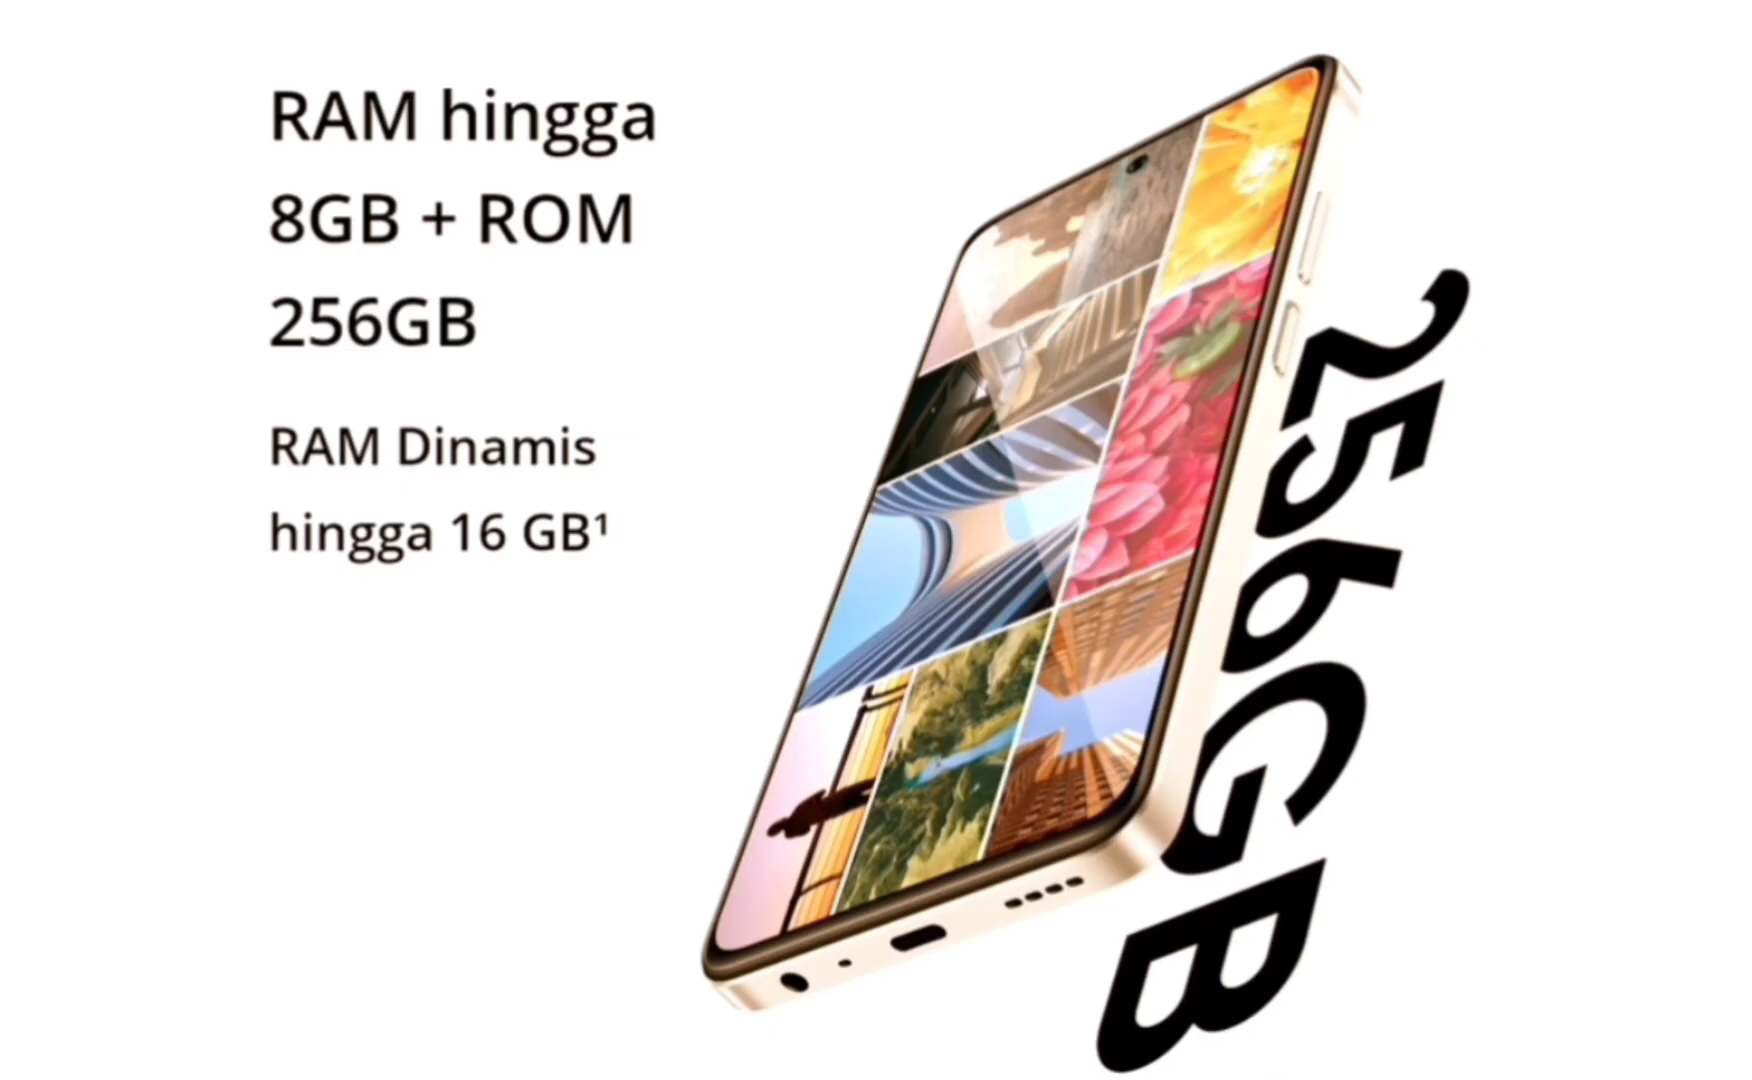 RAM hingga
8GB + ROM
256GB
RAM Dinamis
hingga 16 GB¹
256GB